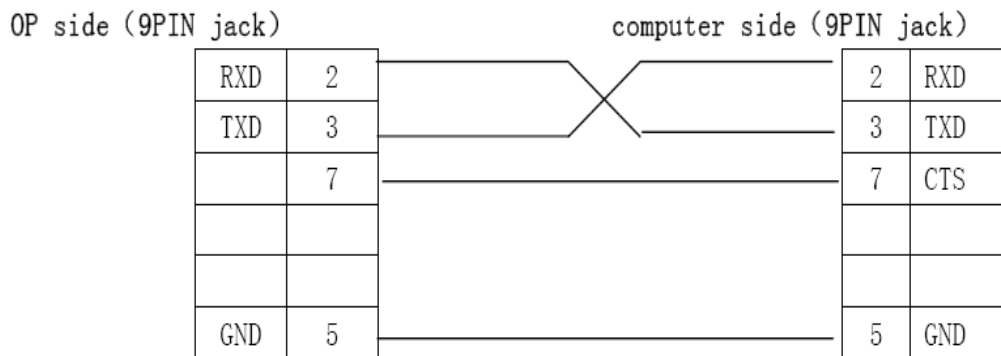 OP side（9PIN jack） computer side（9PIN jack）
RXD 2 2 RXD
TXD 3 3 TXD
7 7 CTS
GND 5 5 GND